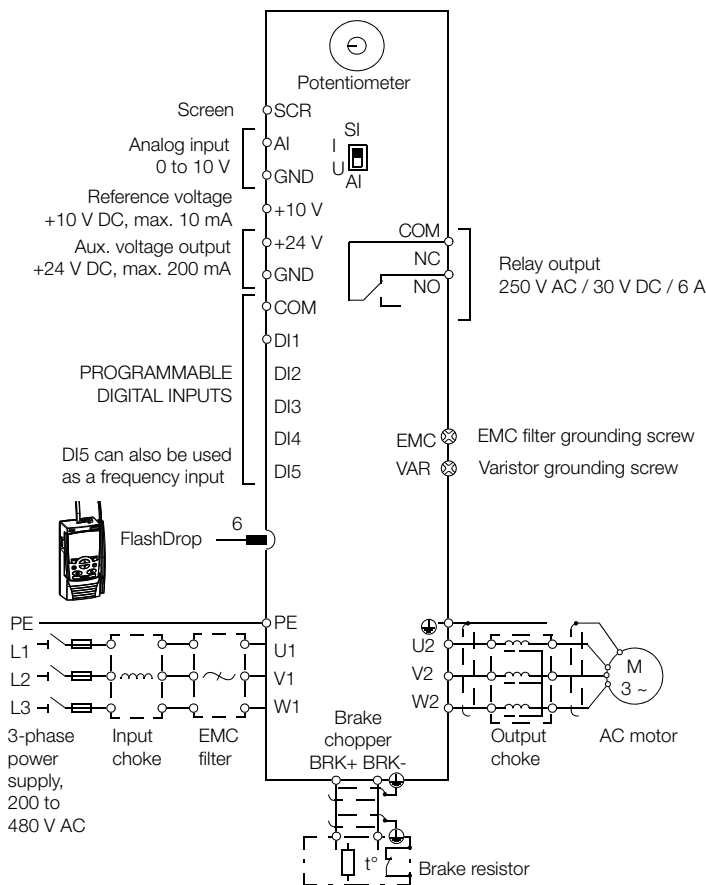 Potentiometer
Screen
SCR
Analog input
0 to 10 V
AI
GND
SI
I
U
AI
Reference voltage
+10 V DC, max. 10 mA
+10 V
Aux. voltage output
+24 V DC, max. 200 mA
+24 V
GND
COM
NC
NO
Relay output
250 V AC / 30 V DC / 6 A
PROGRAMMABLE
DIGITAL INPUTS
COM
DI1
DI2
DI3
DI4
DI5
DI5 can also be used
as a frequency input
EMC
EMC filter grounding screw
VAR
Varistor grounding screw
FlashDrop
6
PE
PE
L1
U1
U2
L2
V1
V2
L3
W1
W2
M
3 ~
3-phase
power
supply,
200 to
480 V AC
Input
choke
EMC
filter
Brake
chopper
BRK+ BRK-
Output
choke
AC motor
t°
Brake resistor